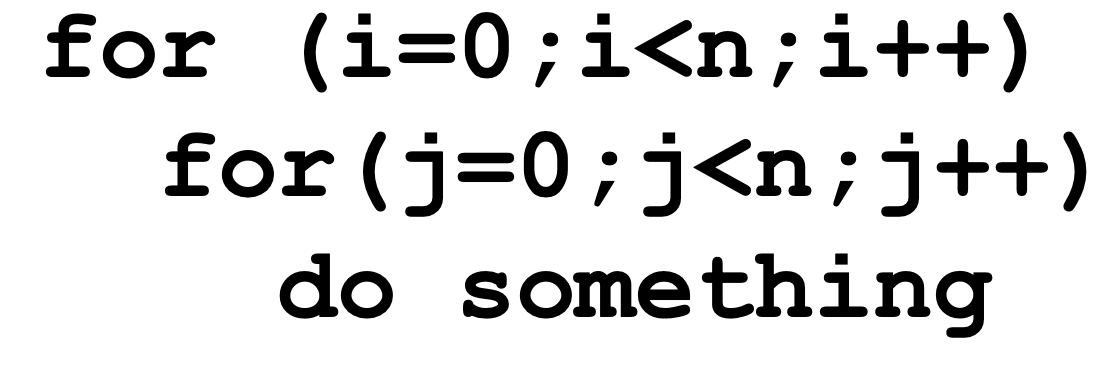 for (i=0;i<n;i++)
for(j=0;j<n;j++)
do something